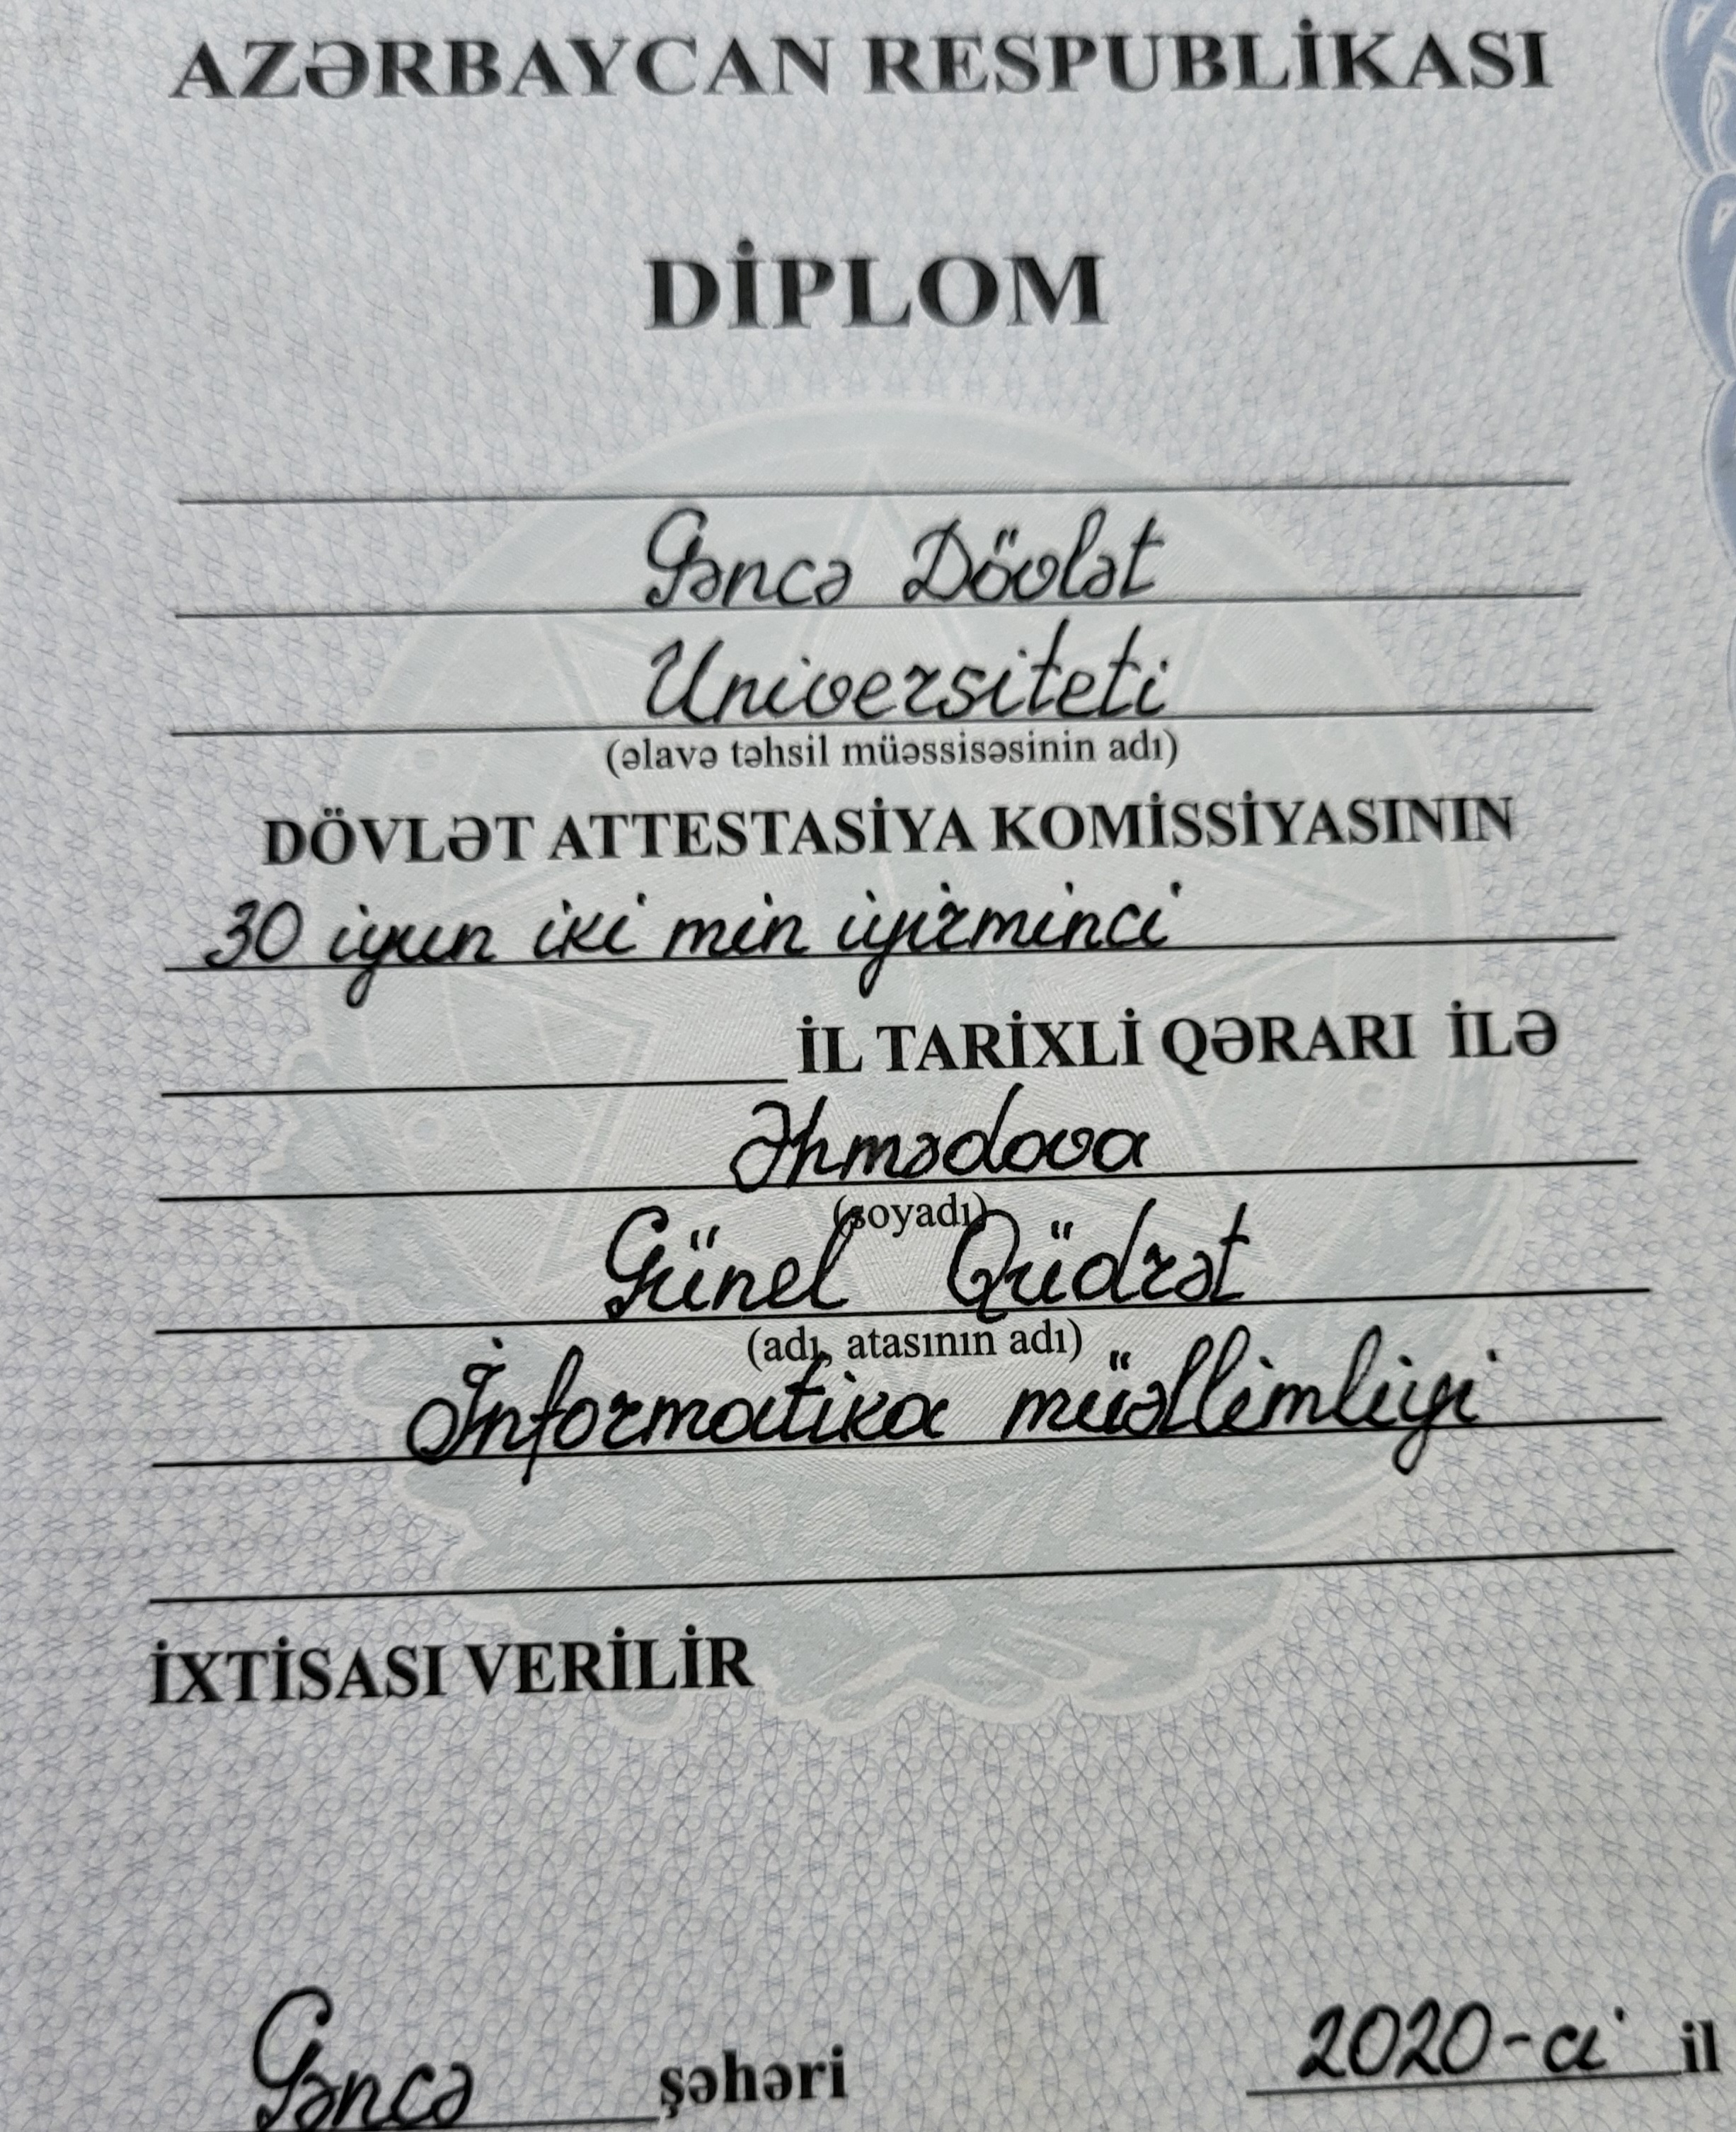 AZƏRBAYCAN RESPUBLİKASI
DİPLOM
Gəncə Dövlət
Universiteti
(əlavə təhsil müəssisəsinin adı)
DÖVLƏT ATTESTASİYA KOMİSSİYASININ
30 iyun iki min iyirminci
İL TARİXLİ QƏRARI İLƏ
Əhmədova
(soyadı)
Günel Qüdrət
(adı, atasının adı)
İnformatika müəllimliyi
İXTİSASI VERİLİR
Gəncə şəhəri 2020-ci il